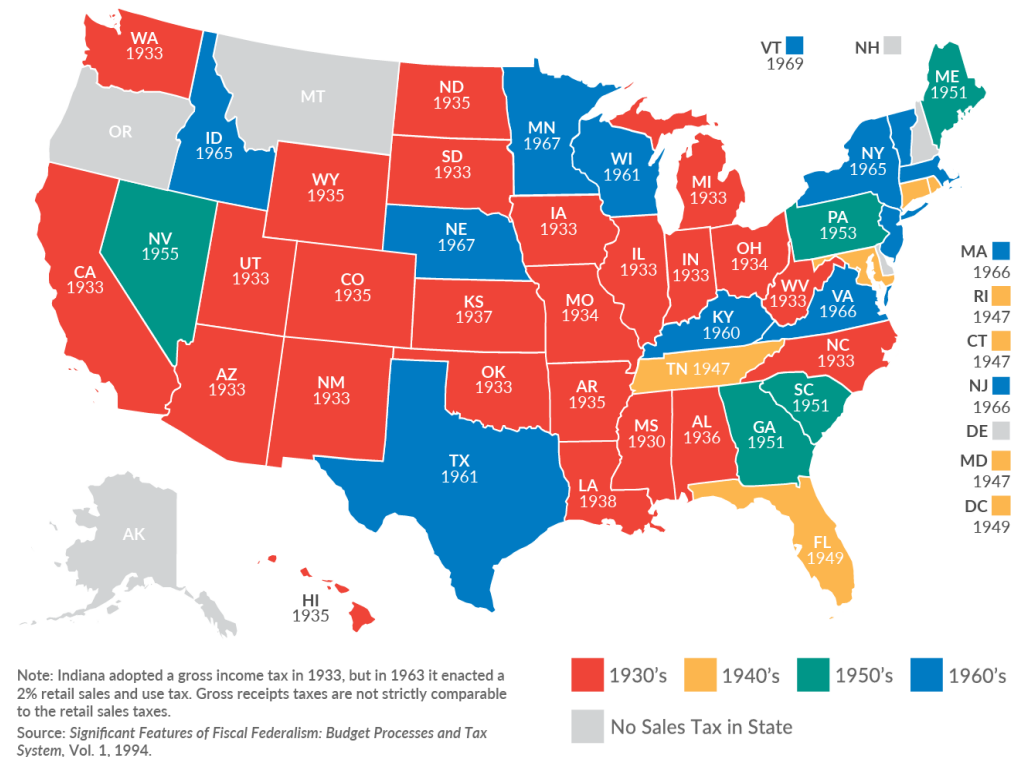 WA
1933
OR
MT
ID
1965
ND
1935
SD
1933
WY
1935
MN
1967
WI
1961
MI
1933
VT
1969
NH
ME
1951
NY
1965
NV
1955
CA
1933
UT
1933
CO
1935
NE
1967
KS
1937
IA
1933
MO
1934
IL
1933
IN
1933
OH
1934
PA
1953
WV
1933
VA
1966
KY
1960
TN 1947
NC
1933
SC
1951
GA
1951
AZ
1933
NM
1933
OK
1933
AR
1935
TX
1961
LA
1938
MS
1930
AL
1936
FL
1949
MA
1966
RI
1947
CT
1947
NJ
1966
DE
MD
1947
DC
1949
AK
HI
1935
Note: Indiana adopted a gross income tax in 1933, but in 1963 it enacted a
2% retail sales and use tax. Gross receipts taxes are not strictly comparable
to the retail sales taxes.
Source: Significant Features of Fiscal Federalism: Budget Processes and Tax
System, Vol. 1, 1994.
1930's
1940's
1950's
1960's
No Sales Tax in State